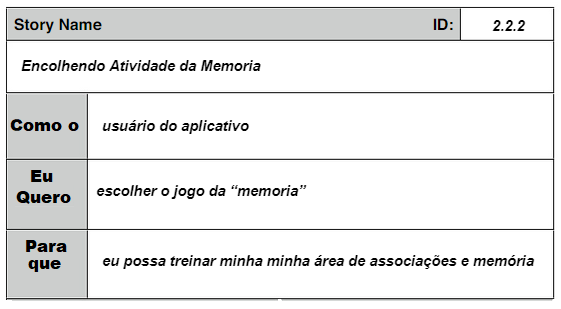 Story Name ID: 2.2.2
Encolhendo Atividade da Memoria
Como o usuário do aplicativo
Eu Quero escolher o jogo da “memoria”
Para que eu possa treinar minha minha área de associações e memória